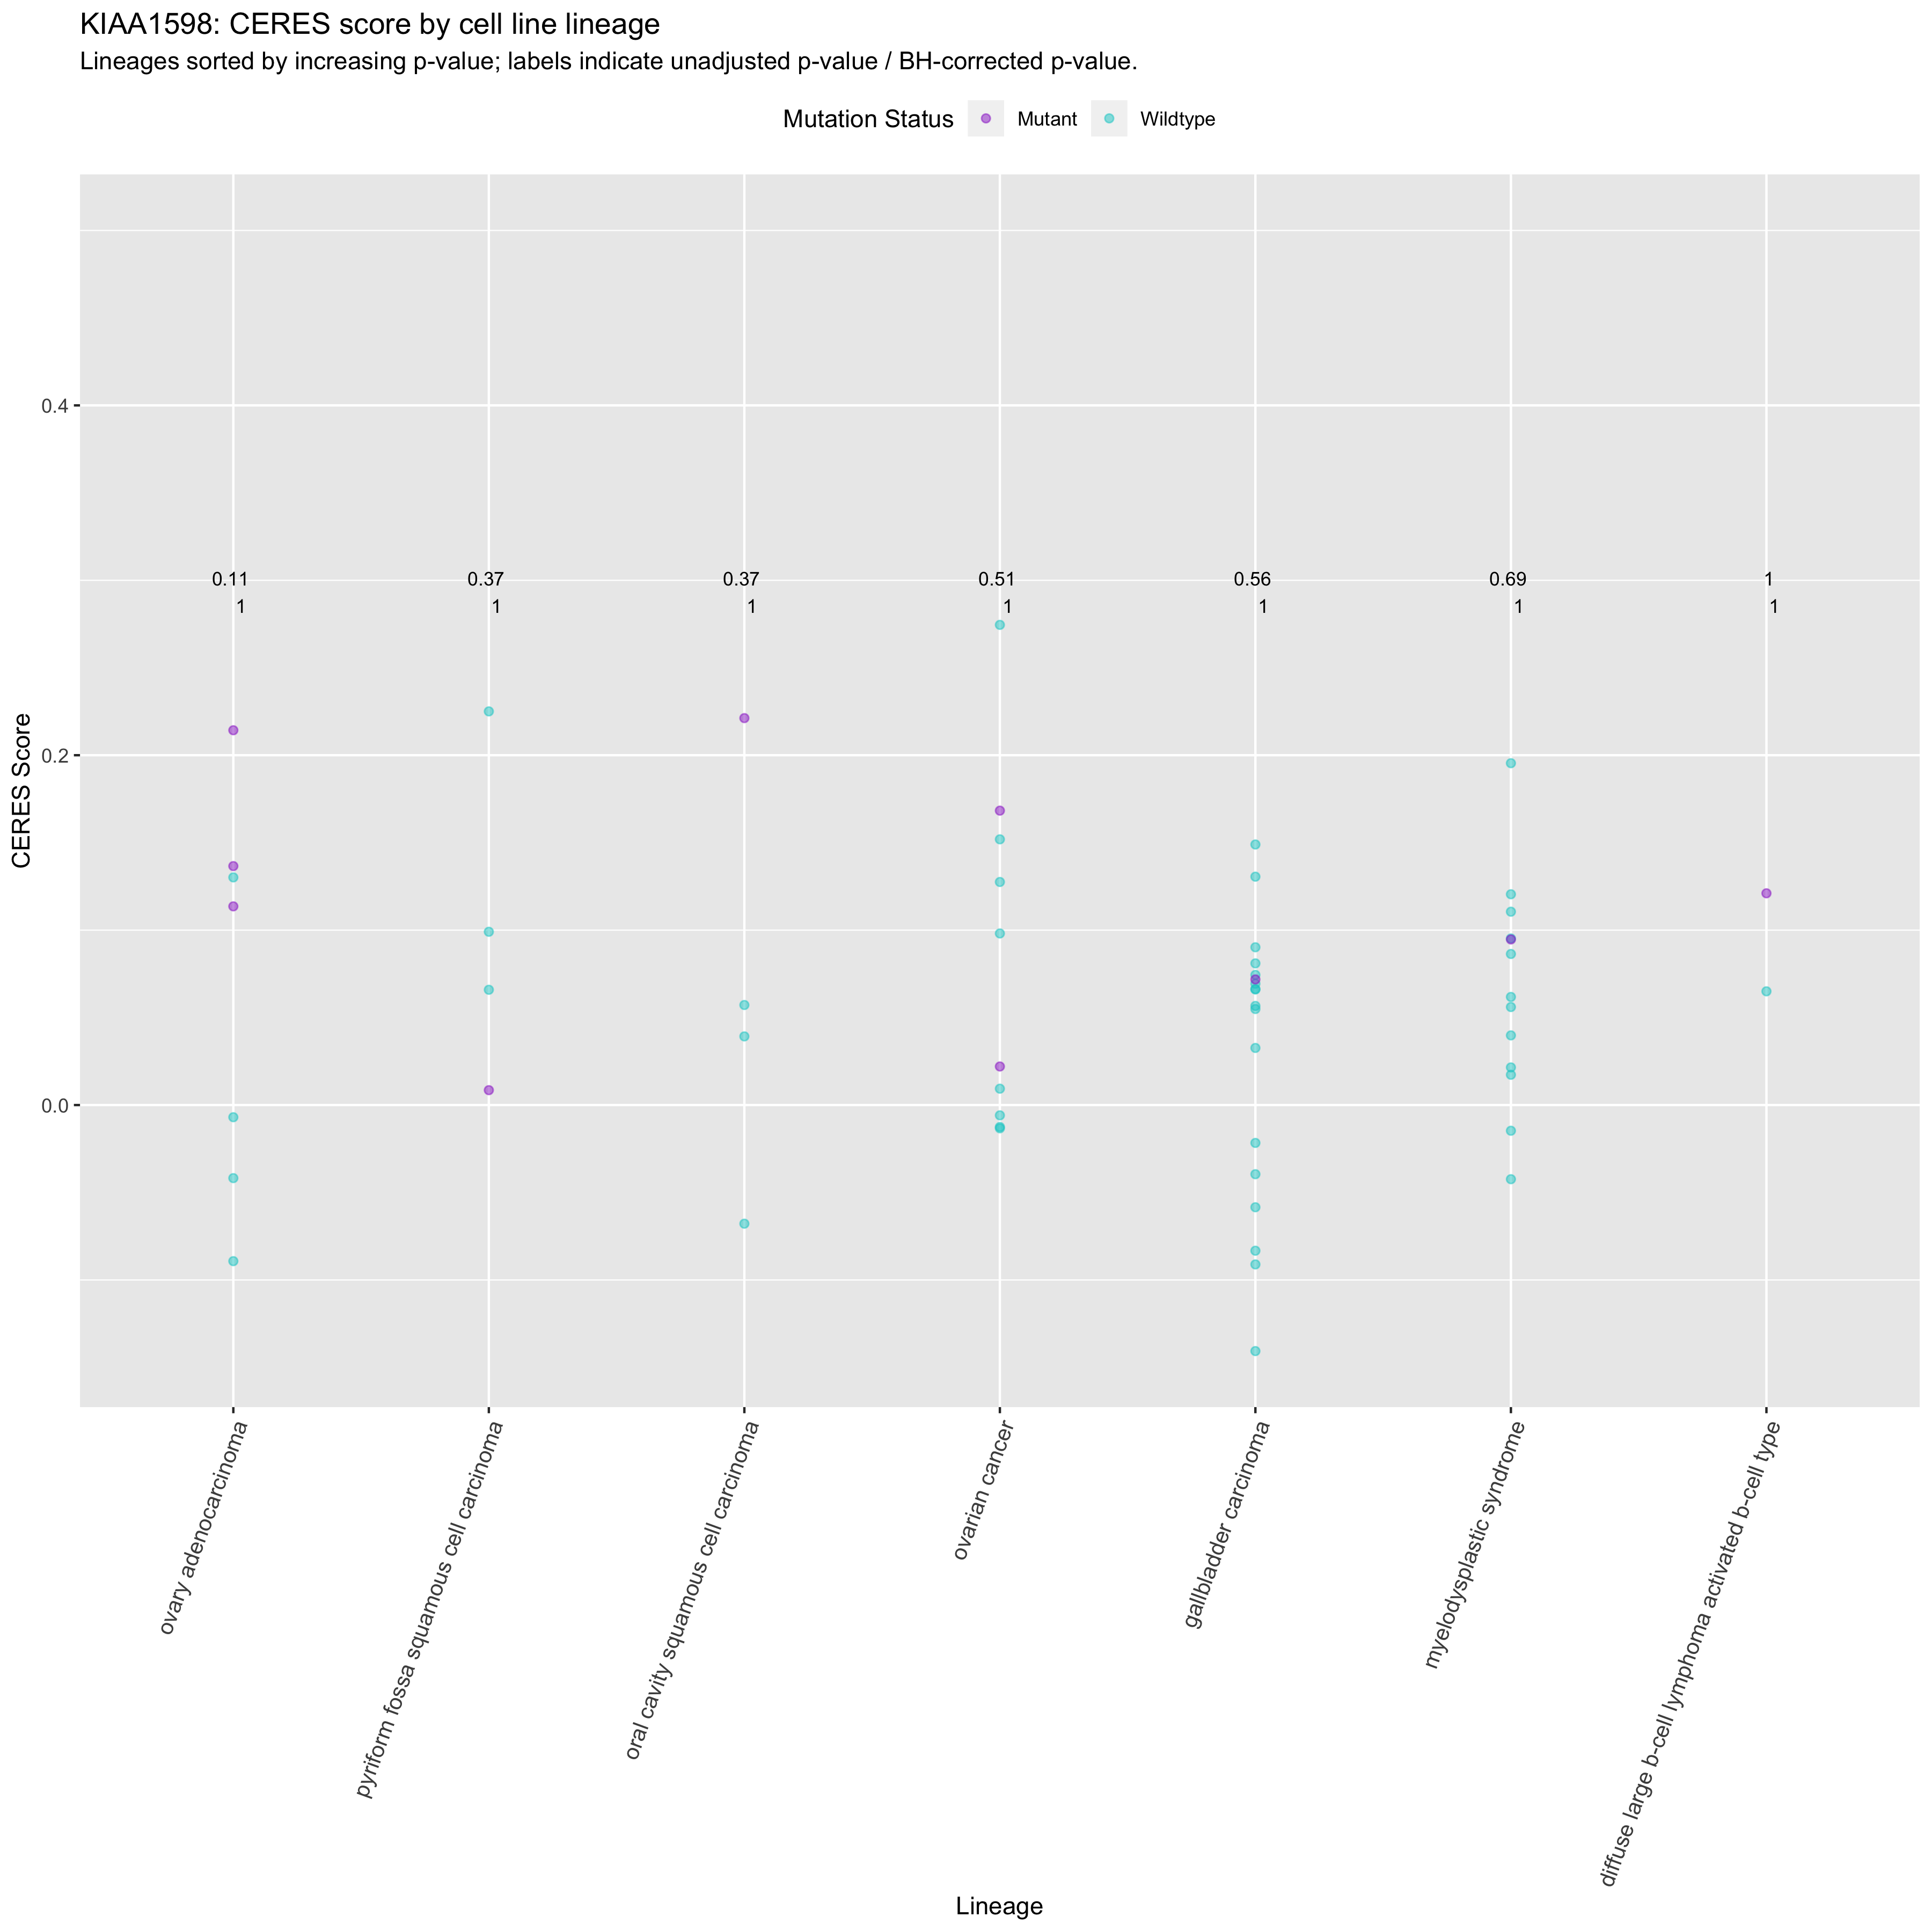 KIAA1598: CERES score by cell line lineage
Lineages sorted by increasing p-value; labels indicate unadjusted p-value / BH-corrected p-value.
Mutation Status Mutant Wildtype
0.4
0.11 0.37 0.37 0.51 0.56 0.69 1
1 1 1 1 1 1 1
CERES Score
0.2
0.0
ovary adenocarcinoma
pyriform fossa squamous cell carcinoma
oral cavity squamous cell carcinoma
ovarian cancer
gallbladder carcinoma
myelodysplastic syndrome
diffuse large b-cell lymphoma activated b-cell type
Lineage